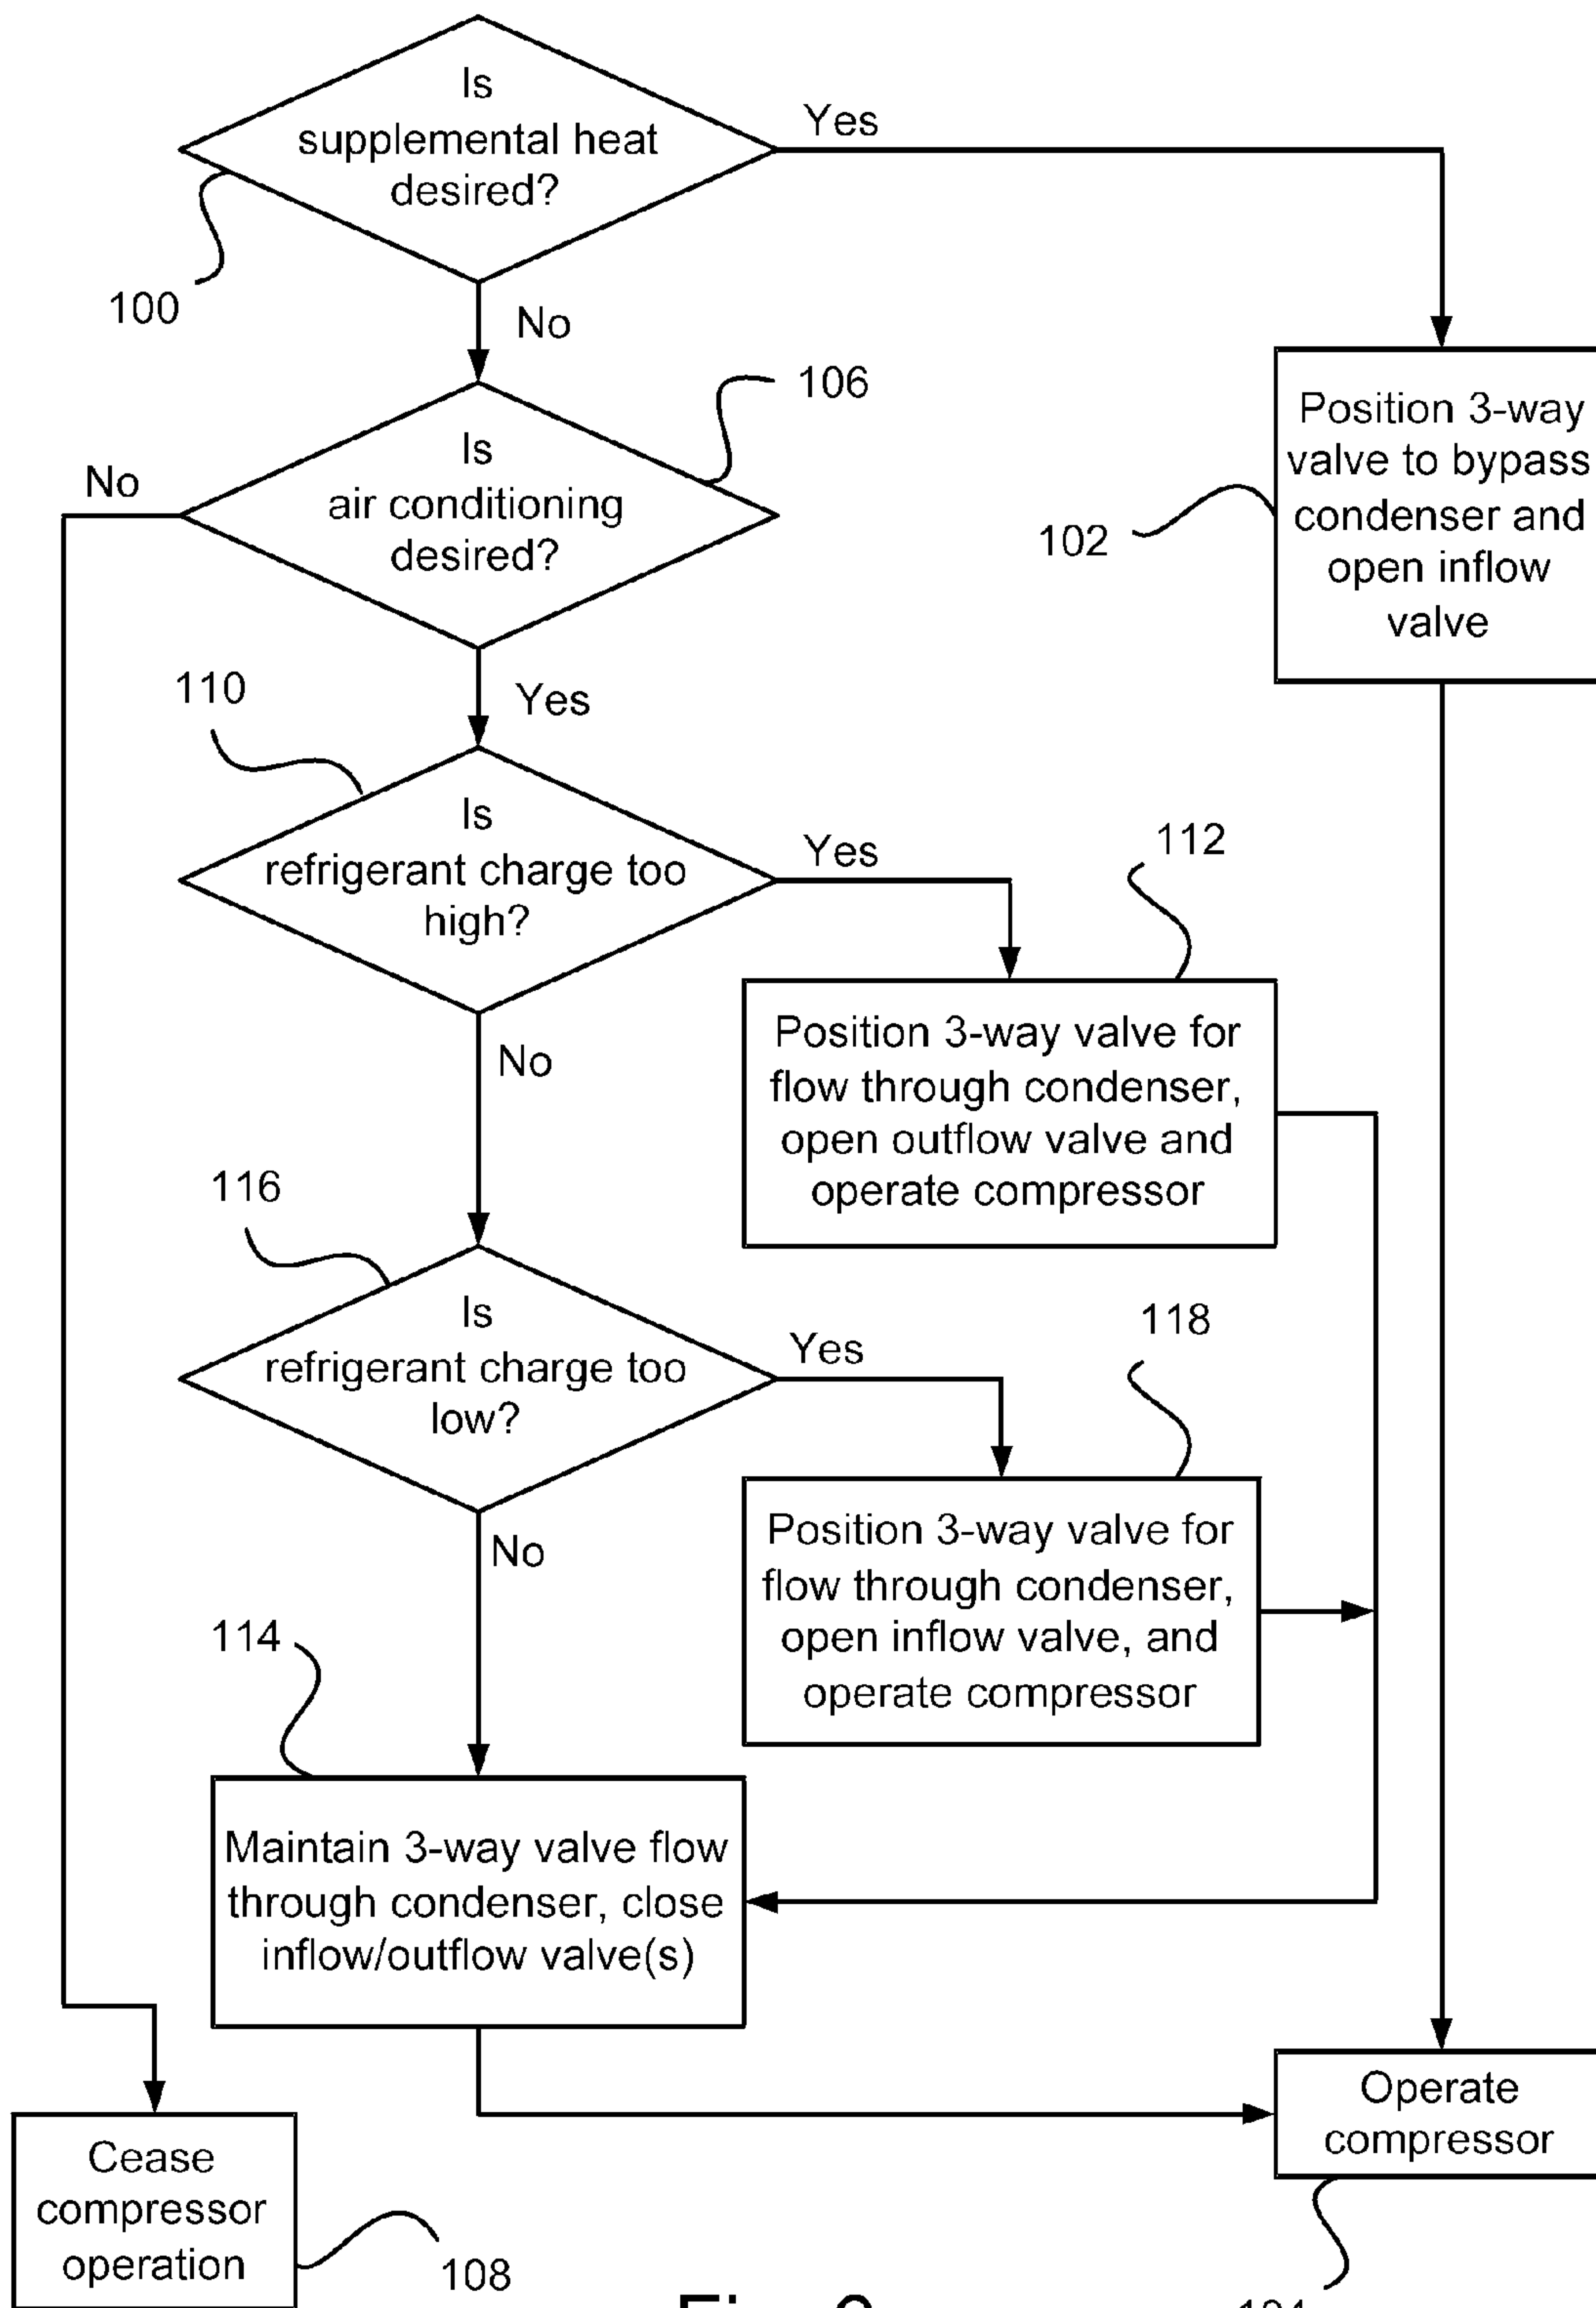 Is
supplemental heat
desired?
Yes
100
No
106
Is
air conditioning
desired?
No
Position 3-way
valve to bypass
condenser and
open inflow
valve
102
110
Yes
Is
refrigerant charge too
high?
Yes
112
No
Position 3-way valve for
flow through condenser,
open outflow valve and
operate compressor
116
Is
refrigerant charge too
low?
Yes
118
No
Position 3-way valve for
flow through condenser,
open inflow valve, and
operate compressor
114
Maintain 3-way valve flow
through condenser, close
inflow/outflow valve(s)
Operate
compressor
Cease
compressor
operation
108